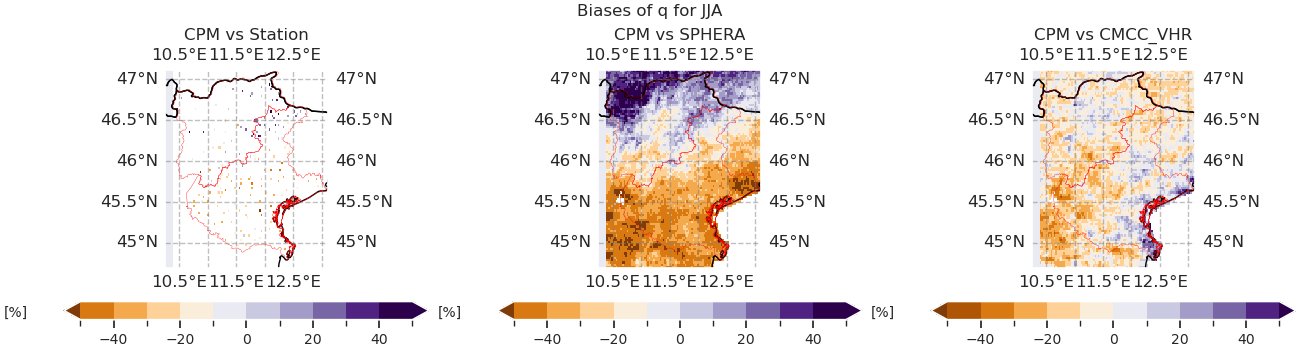 Biases of q for JJA
CPM vs Station
10.5°E 11.5°E 12.5°E
47°N 47°N
46.5°N 46.5°N
46°N 46°N
45.5°N 45.5°N
45°N 45°N
10.5°E 11.5°E 12.5°E
[%]
−40 −20 0 20 40
CPM vs SPHERA
10.5°E 11.5°E 12.5°E
47°N 47°N
46.5°N 46.5°N
46°N 46°N
45.5°N 45.5°N
45°N 45°N
10.5°E 11.5°E 12.5°E
[%]
−40 −20 0 20 40
CPM vs CMCC_VHR
10.5°E 11.5°E 12.5°E
47°N 47°N
46.5°N 46.5°N
46°N 46°N
45.5°N 45.5°N
45°N 45°N
10.5°E 11.5°E 12.5°E
[%]
−40 −20 0 20 40